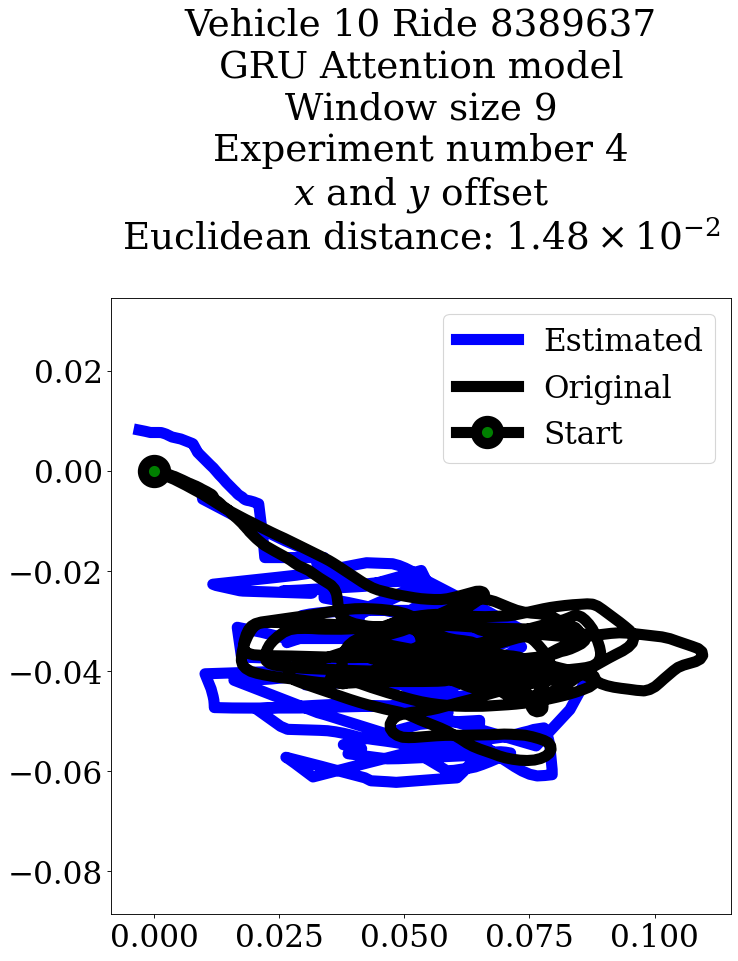 Vehicle 10 Ride 8389637
GRU Attention model
Window size 9
Experiment number 4
x and y offset
Euclidean distance: 1.48 × 10⁻²
Estimated
Original
Start
0.02
0.00
−0.02
−0.04
−0.06
−0.08
0.000 0.025 0.050 0.075 0.100